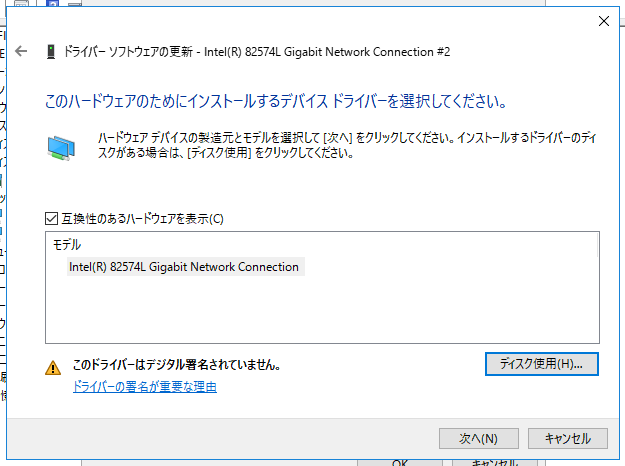 ドライバー ソフトウェアの更新 - Intel(R) 82574L Gigabit Network Connection #2
このハードウェアのためにインストールするデバイス ドライバーを選択してください。
ハードウェア デバイスの製造元とモデルを選択して [次へ] をクリックしてください。インストールするドライバーのディ
スクがある場合は、[ディスク使用] をクリックしてください。
互換性のあるハードウェアを表示(C)
モデル
Intel(R) 82574L Gigabit Network Connection
このドライバーはデジタル署名されていません。
ディスク使用(H)...
ドライバーの署名が重要な理由
次へ(N)
キャンセル
OK
キャンセル